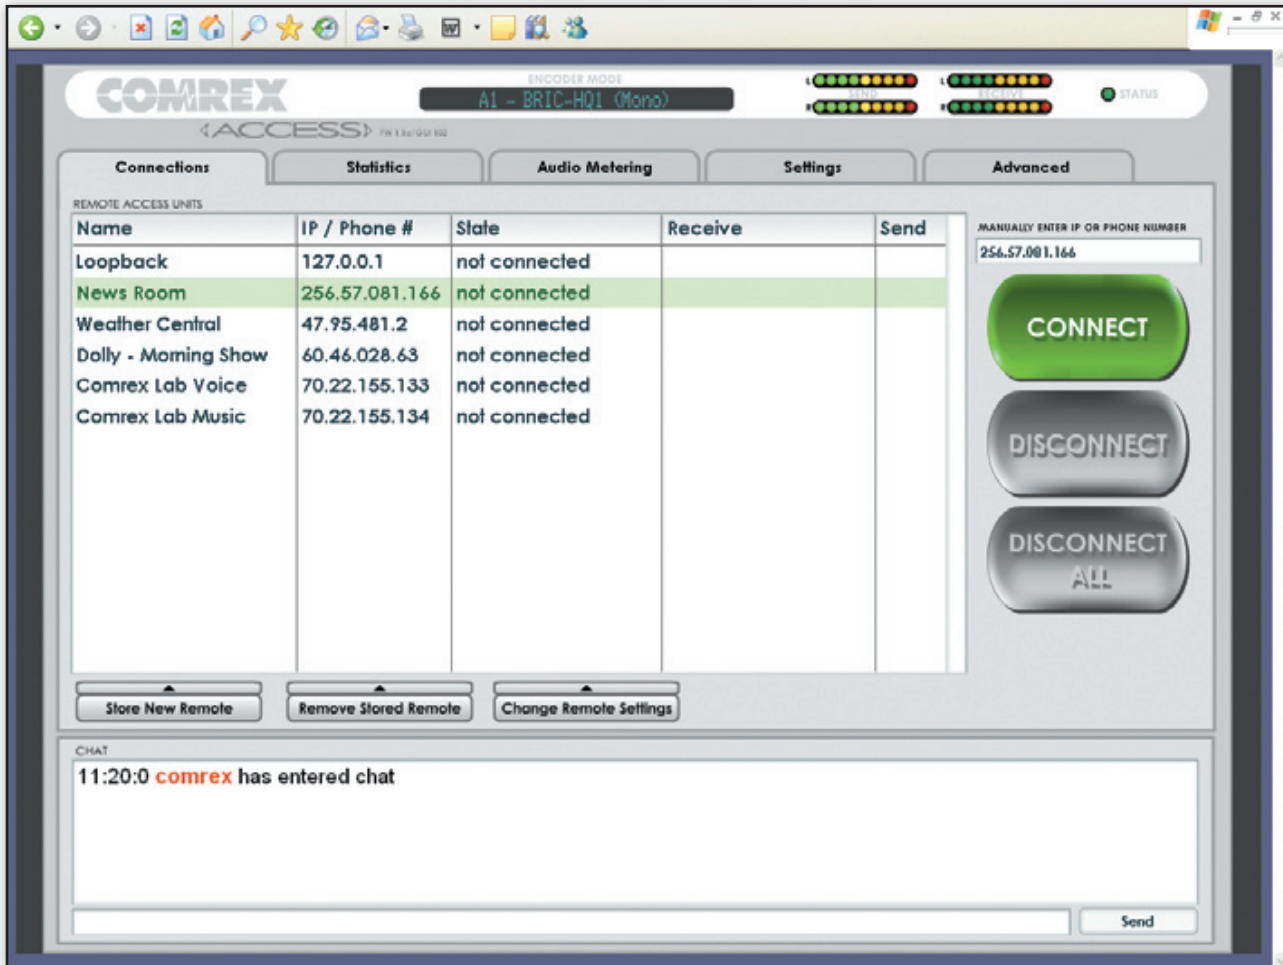 COMREX
ENCODER MODE
A1 - BRIC-HQ1 (Mono)
L
R
SEND
L
R
RECEIVE
STATUS
ACCESS
Connections
Statistics
Audio Metering
Settings
Advanced
REMOTE ACCESS UNITS
Name IP / Phone # State Receive Send
Loopback 127.0.0.1 not connected
News Room 256.57.081.166 not connected
Weather Central 47.95.481.2 not connected
Dolly - Morning Show 60.46.028.63 not connected
Comrex Lab Voice 70.22.155.133 not connected
Comrex Lab Music 70.22.155.134 not connected
MANUALLY ENTER IP OR PHONE NUMBER
256.57.081.166
CONNECT
DISCONNECT
DISCONNECT
ALL
Store New Remote
Remove Stored Remote
Change Remote Settings
CHAT
11:20:0 comrex has entered chat
Send